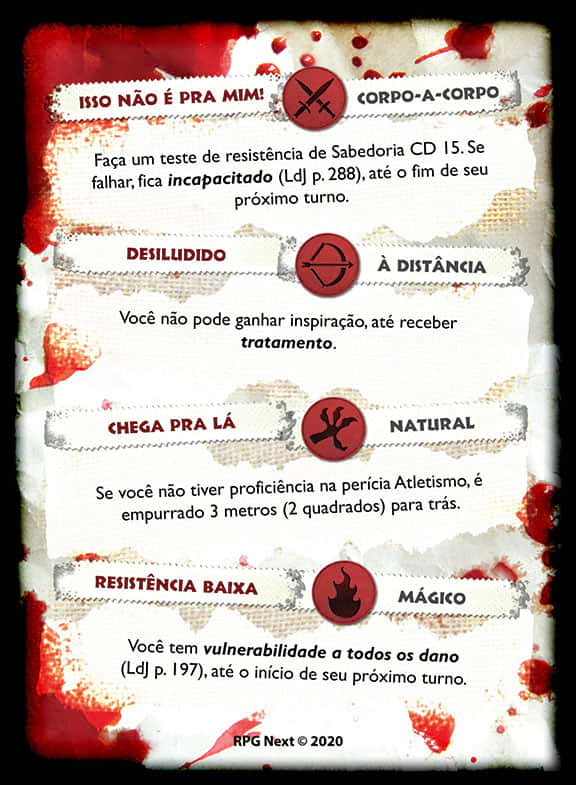 ISSO NÃO É PRA MIM! CORPO-A-CORPO
Faça um teste de resistência de Sabedoria CD 15. Se
falhar, fica incapacitado (LdJ p. 288), até o fim de seu
próximo turno.
DESILUDIDO À DISTÂNCIA
Você não pode ganhar inspiração, até receber
tratamento.
CHEGA PRA LÁ NATURAL
Se você não tiver proficiência na perícia Atletismo, é
empurrado 3 metros (2 quadrados) para trás.
RESISTÊNCIA BAIXA MÁGICO
Você tem vulnerabilidade a todos os dano
(LdJ p. 197), até o início de seu próximo turno.
RPG Next © 2020